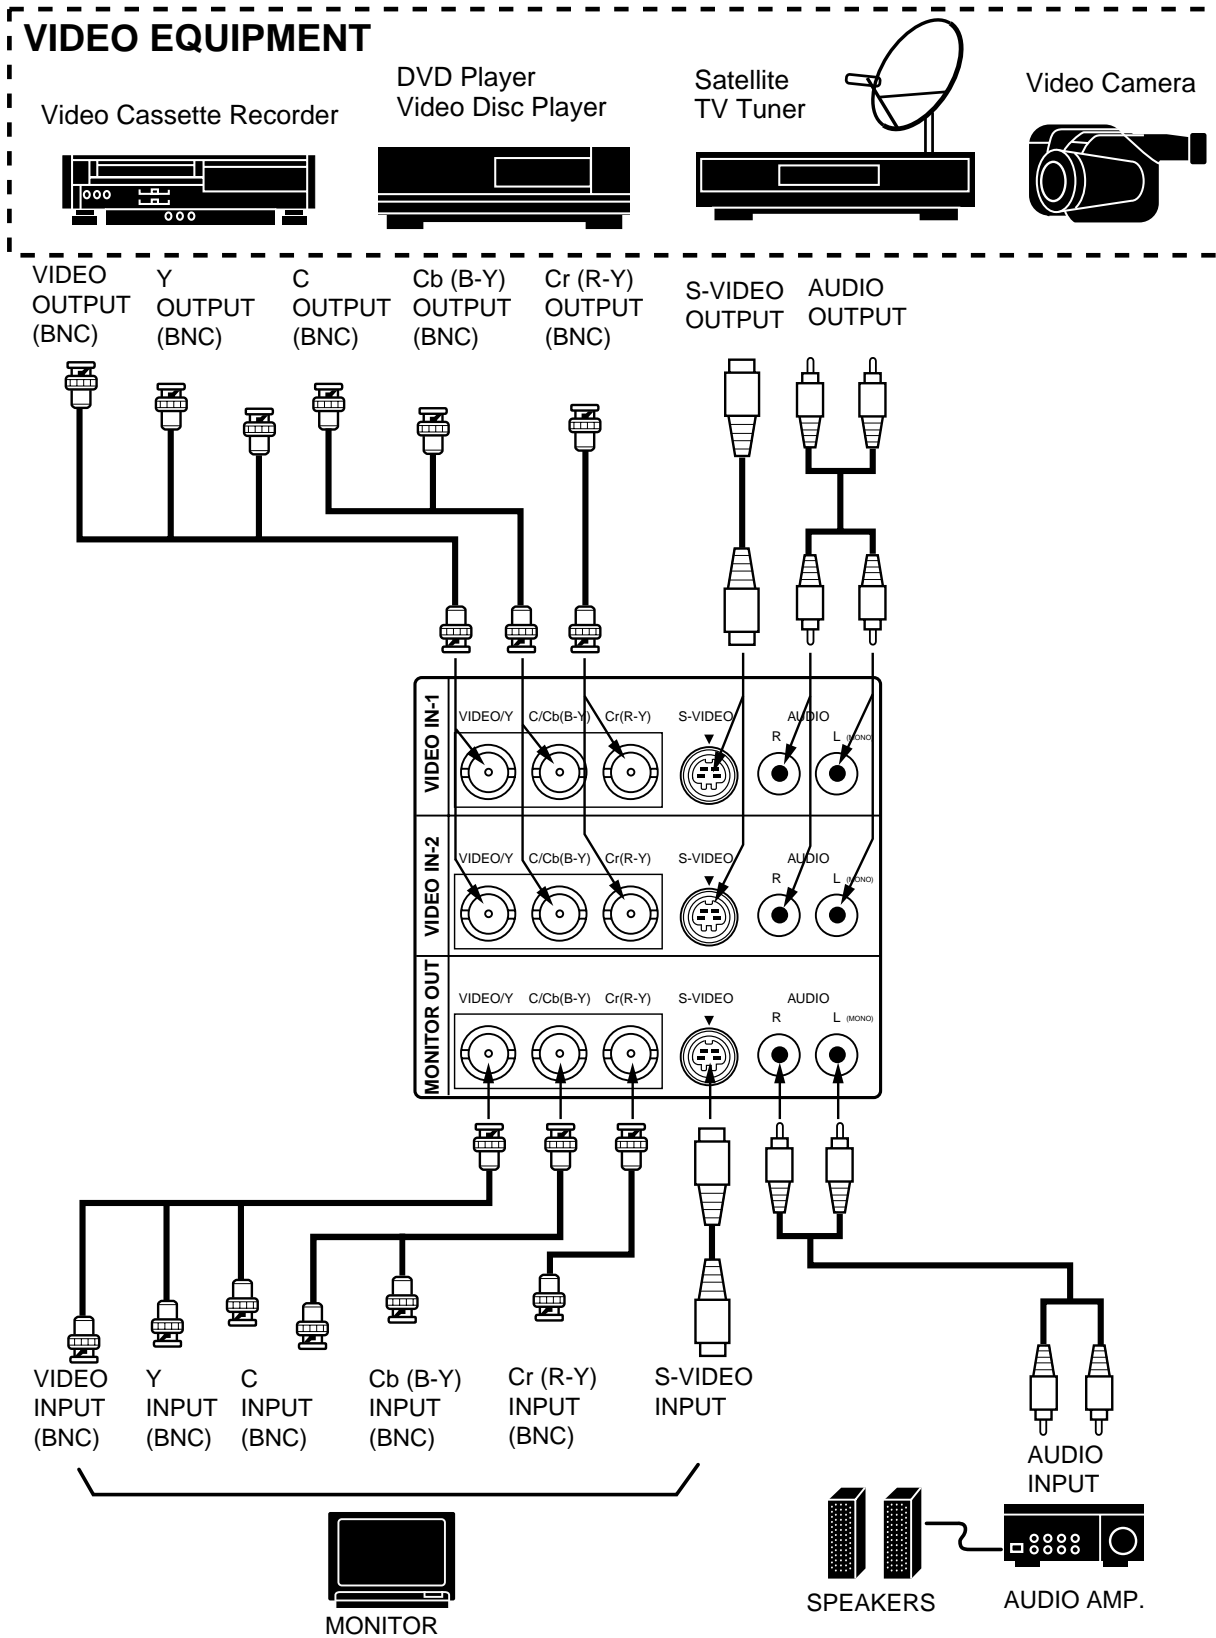 VIDEO EQUIPMENT
Video Cassette Recorder
DVD Player
Video Disc Player
Satellite
TV Tuner
Video Camera
VIDEO
OUTPUT
(BNC)
Y
OUTPUT
(BNC)
C
OUTPUT
(BNC)
Cb (B-Y)
OUTPUT
(BNC)
Cr (R-Y)
OUTPUT
(BNC)
S-VIDEO
OUTPUT
AUDIO
OUTPUT
VIDEO IN-1
VIDEO/Y
C/Cb(B-Y)
Cr(R-Y)
S-VIDEO
AUDIO
R
L (MONO)
VIDEO IN-2
VIDEO/Y
C/Cb(B-Y)
Cr(R-Y)
S-VIDEO
AUDIO
R
L (MONO)
MONITOR OUT
VIDEO/Y
C/Cb(B-Y)
Cr(R-Y)
S-VIDEO
AUDIO
R
L (MONO)
VIDEO
INPUT
(BNC)
Y
INPUT
(BNC)
C
INPUT
(BNC)
Cb (B-Y)
INPUT
(BNC)
Cr (R-Y)
INPUT
(BNC)
S-VIDEO
INPUT
AUDIO
INPUT
MONITOR
SPEAKERS
AUDIO AMP.